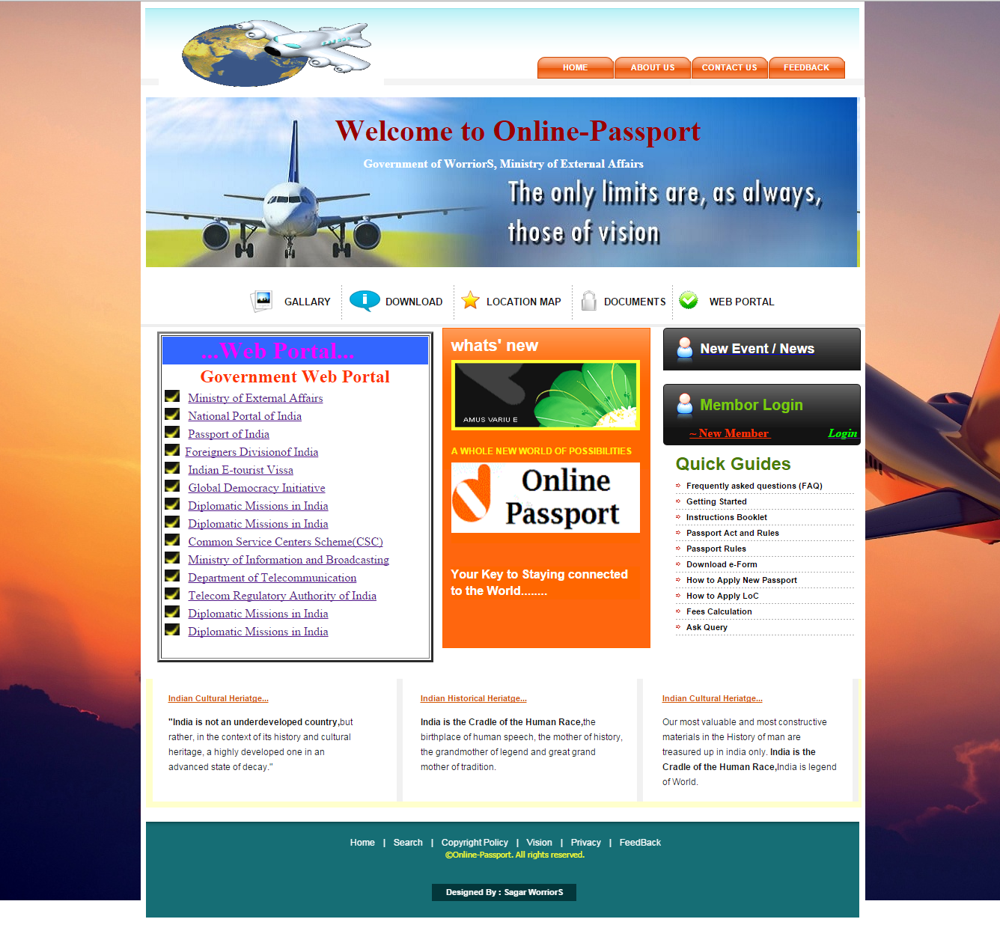 HOME
ABOUT US
CONTACT US
FEEDBACK
Welcome to Online-Passport
Government of WorriorS, Ministry of External Affairs
The only limits are, as always,
those of vision
GALLARY
DOWNLOAD
LOCATION MAP
DOCUMENTS
WEB PORTAL
...Web Portal...
Government Web Portal
Ministry of External Affairs
National Portal of India
Passport of India
Foreigners Divisionof India
Indian E-tourist Vissa
Global Democracy Initiative
Diplomatic Missions in India
Diplomatic Missions in India
Common Service Centers Scheme(CSC)
Ministry of Information and Broadcasting
Department of Telecommunication
Telecom Regulatory Authority of India
Diplomatic Missions in India
Diplomatic Missions in India
whats' new
AMUS VARIU E
A WHOLE NEW WORLD OF POSSIBILITIES
Online
Passport
Your Key to Staying connected
to the World........
New Event / News
Membor Login
~ New Member
Login
Quick Guides
Frequently asked questions (FAQ)
Getting Started
Instructions Booklet
Passport Act and Rules
Passport Rules
Download e-Form
How to Apply New Passport
How to Apply LoC
Fees Calculation
Ask Query
Indian Cultural Heriatge...
"India is not an underdeveloped country,but
rather, in the context of its history and cultural
heritage, a highly developed one in an
advanced state of decay."
Indian Historical Heriatge...
India is the Cradle of the Human Race,the
birthplace of human speech, the mother of history,
the grandmother of legend and great grand
mother of tradition.
Indian Cultural Heriatge...
Our most valuable and most constructive
materials in the History of man are
treasured up in india only. India is the
Cradle of the Human Race,India is legend
of World.
Home | Search | Copyright Policy | Vision | Privacy | FeedBack
©Online-Passport. All rights reserved.
Designed By : Sagar WorriorS